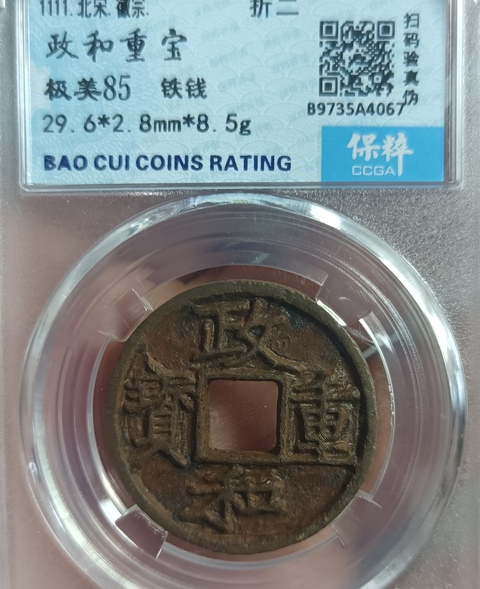 1111.北宋.徽宗.
折二
政和重宝
极美85 铁钱
29.6*2.8mm*8.5g
BAO CUI COINS RATING
扫码验真伪
B9735A4067
保粹
CCGA
政
重
和
寳